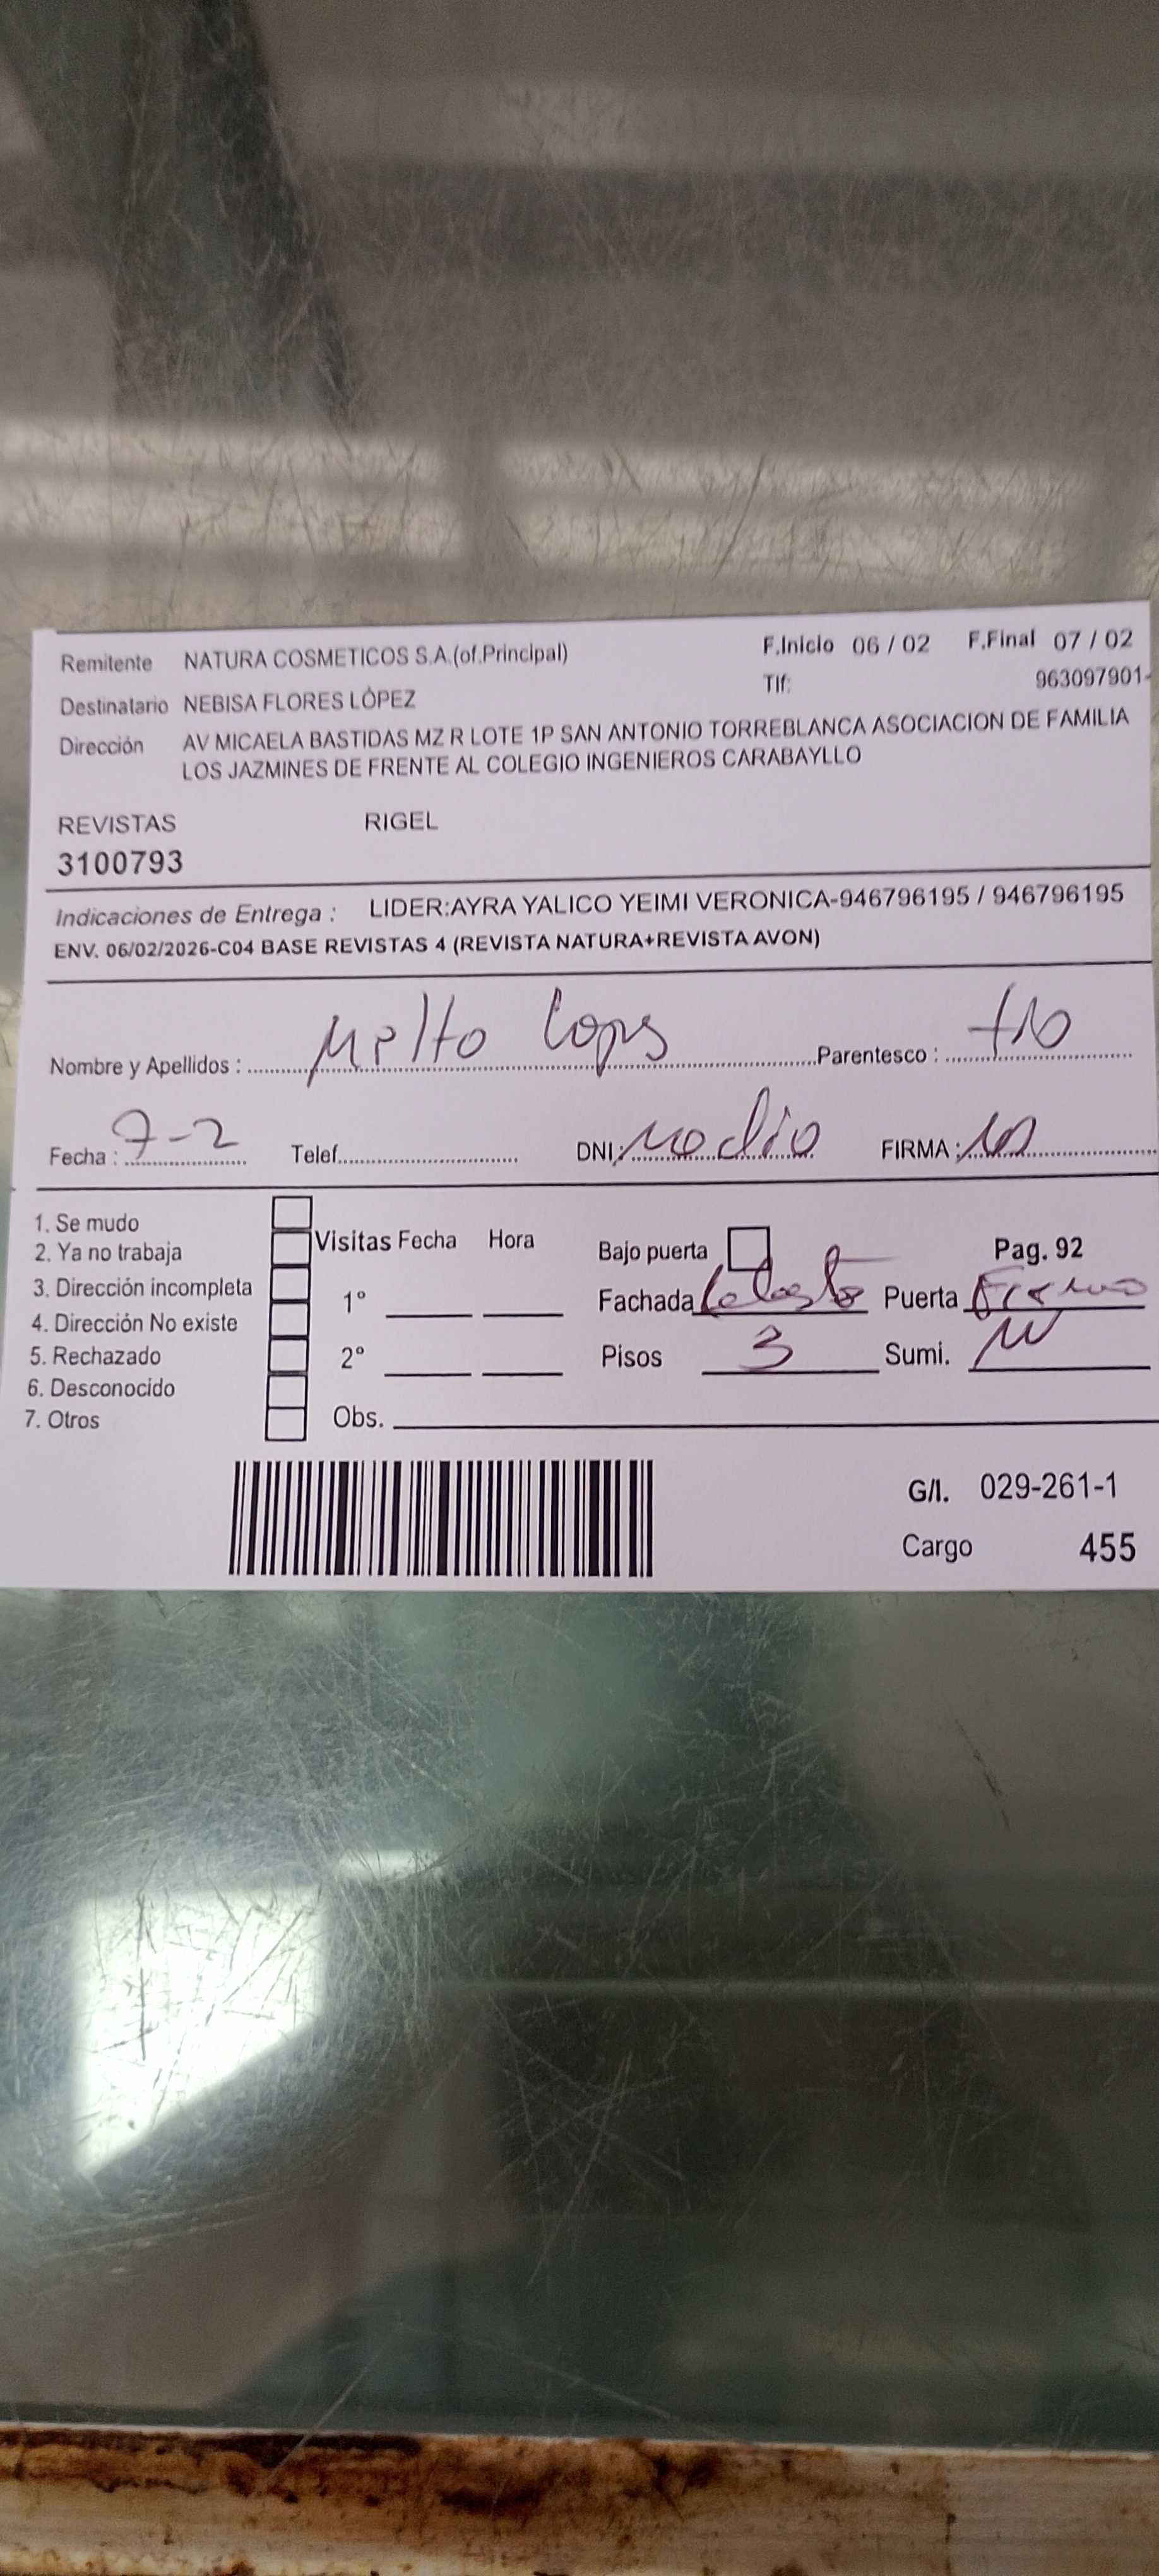 Remitente NATURA COSMETICOS S.A.(of.Principal) F.Inicio 06 / 02 F.Final 07 / 02
Tlf: 963097901-
Destinatario NEBISA FLORES LÓPEZ
Dirección AV MICAELA BASTIDAS MZ R LOTE 1P SAN ANTONIO TORREBLANCA ASOCIACION DE FAMILIA
LOS JAZMINES DE FRENTE AL COLEGIO INGENIEROS CARABAYLLO
REVISTAS RIGEL
3100793
Indicaciones de Entrega : LIDER:AYRA YALICO YEIMI VERONICA-946796195 / 946796195
ENV. 06/02/2026-C04 BASE REVISTAS 4 (REVISTA NATURA+REVISTA AVON)
Nombre y Apellidos : Parentesco : tio
Fecha : 7-2 Telef. DNI: no dio FIRMA :
1. Se mudo
2. Ya no trabaja Visitas Fecha Hora Bajo puerta Pag. 92
3. Dirección incompleta 1° Fachada Celeste Puerta Fierro
4. Dirección No existe
5. Rechazado 2° Pisos 3 Sumi.
6. Desconocido
7. Otros Obs.
G/I. 029-261-1
Cargo 455